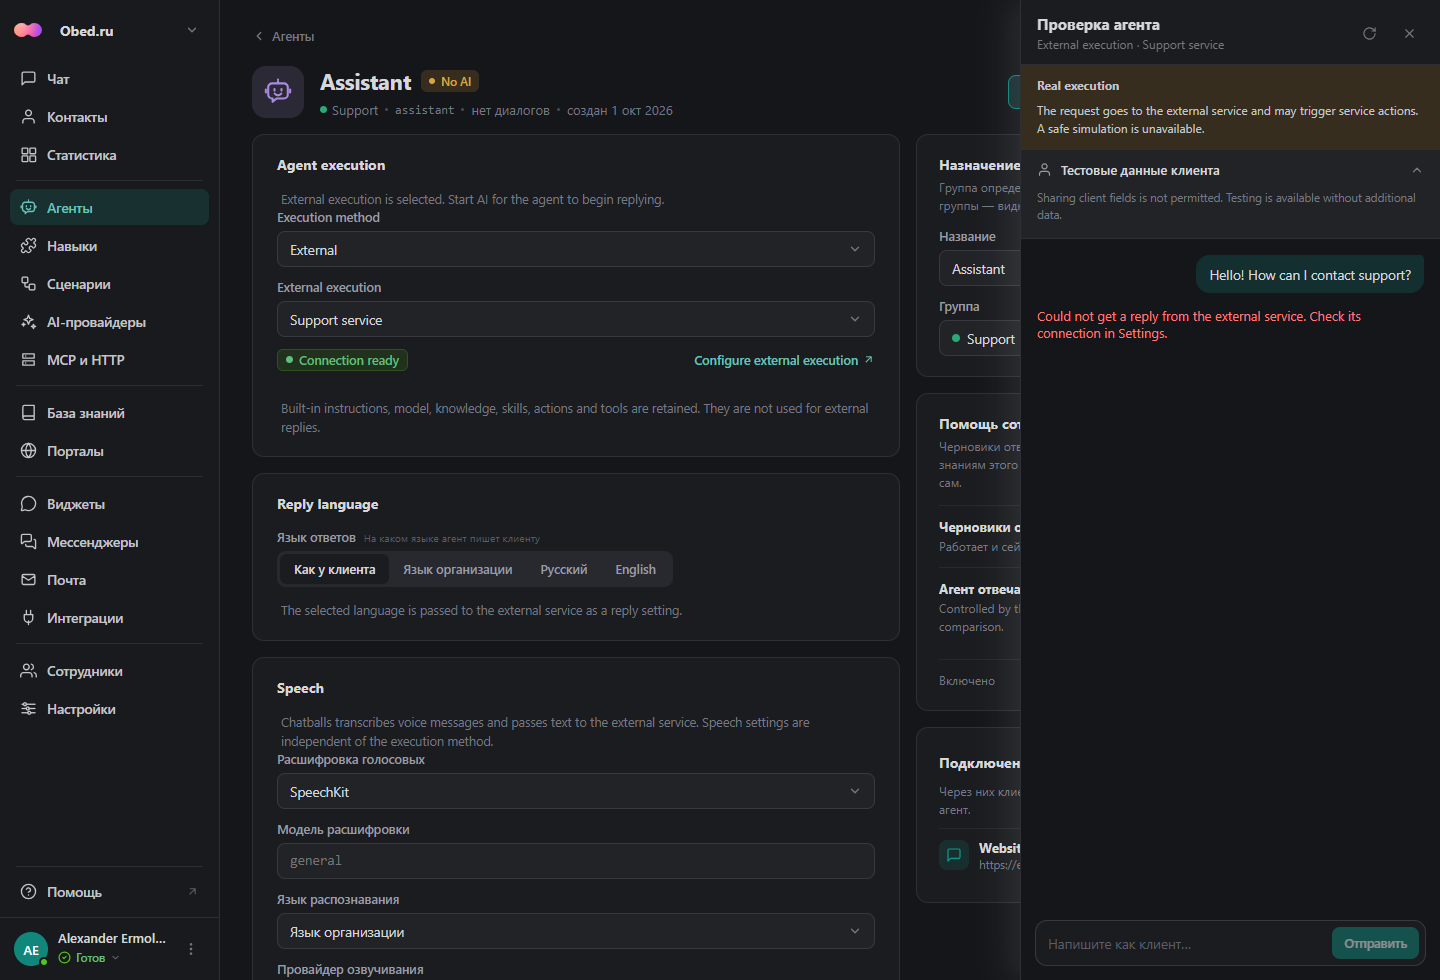 Obed.ru
Чат
Контакты
Статистика
Агенты
Навыки
Сценарии
AI-провайдеры
MCP и HTTP
База знаний
Порталы
Виджеты
Мессенджеры
Почта
Интеграции
Сотрудники
Настройки
Помощь
AE
Alexander Ermol...
Готов
Агенты
Assistant
No AI
Support • assistant • нет диалогов • создан 1 окт 2026
Agent execution
External execution is selected. Start AI for the agent to begin replying.
Execution method
External
External execution
Support service
Connection ready
Configure external execution
Built-in instructions, model, knowledge, skills, actions and tools are retained. They are not used for external
replies.
Reply language
Язык ответов На каком языке агент пишет клиенту
Как у клиента
Язык организации
Русский
English
The selected language is passed to the external service as a reply setting.
Speech
Chatballs transcribes voice messages and passes text to the external service. Speech settings are
independent of the execution method.
Расшифровка голосовых
SpeechKit
Модель расшифровки
general
Язык распознавания
Язык организации
Провайдер озвучивания
Назначение
Группа опреде
группы — вид
Название
Assistant
Группа
Support
Помощь со
Черновики отв
знаниям этого
сам.
Черновики о
Работает и сей
Агент отвеча
Controlled by t
comparison.
Включено
Подключен
Через них кли
агент.
Websit
https://e
Проверка агента
External execution · Support service
Real execution
The request goes to the external service and may trigger service actions.
A safe simulation is unavailable.
Тестовые данные клиента
Sharing client fields is not permitted. Testing is available without additional
data.
Hello! How can I contact support?
Could not get a reply from the external service. Check its
connection in Settings.
Напишите как клиент...
Отправить